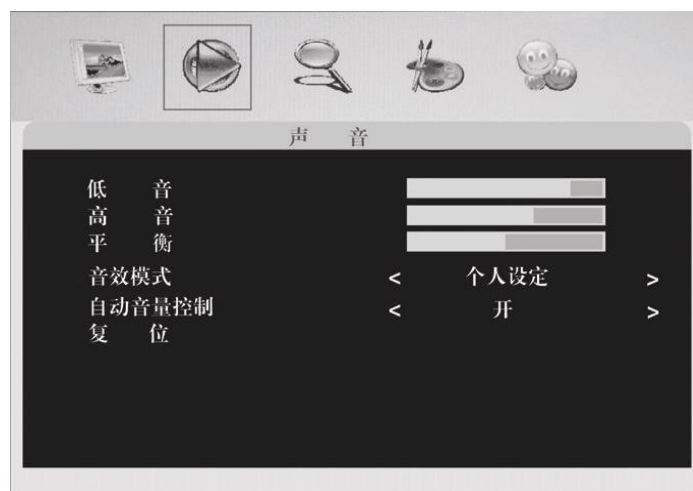 声 音
低 音
高 音
平 衡
音效模式 < 个人设定 >
自动音量控制 < 开 >
复 位